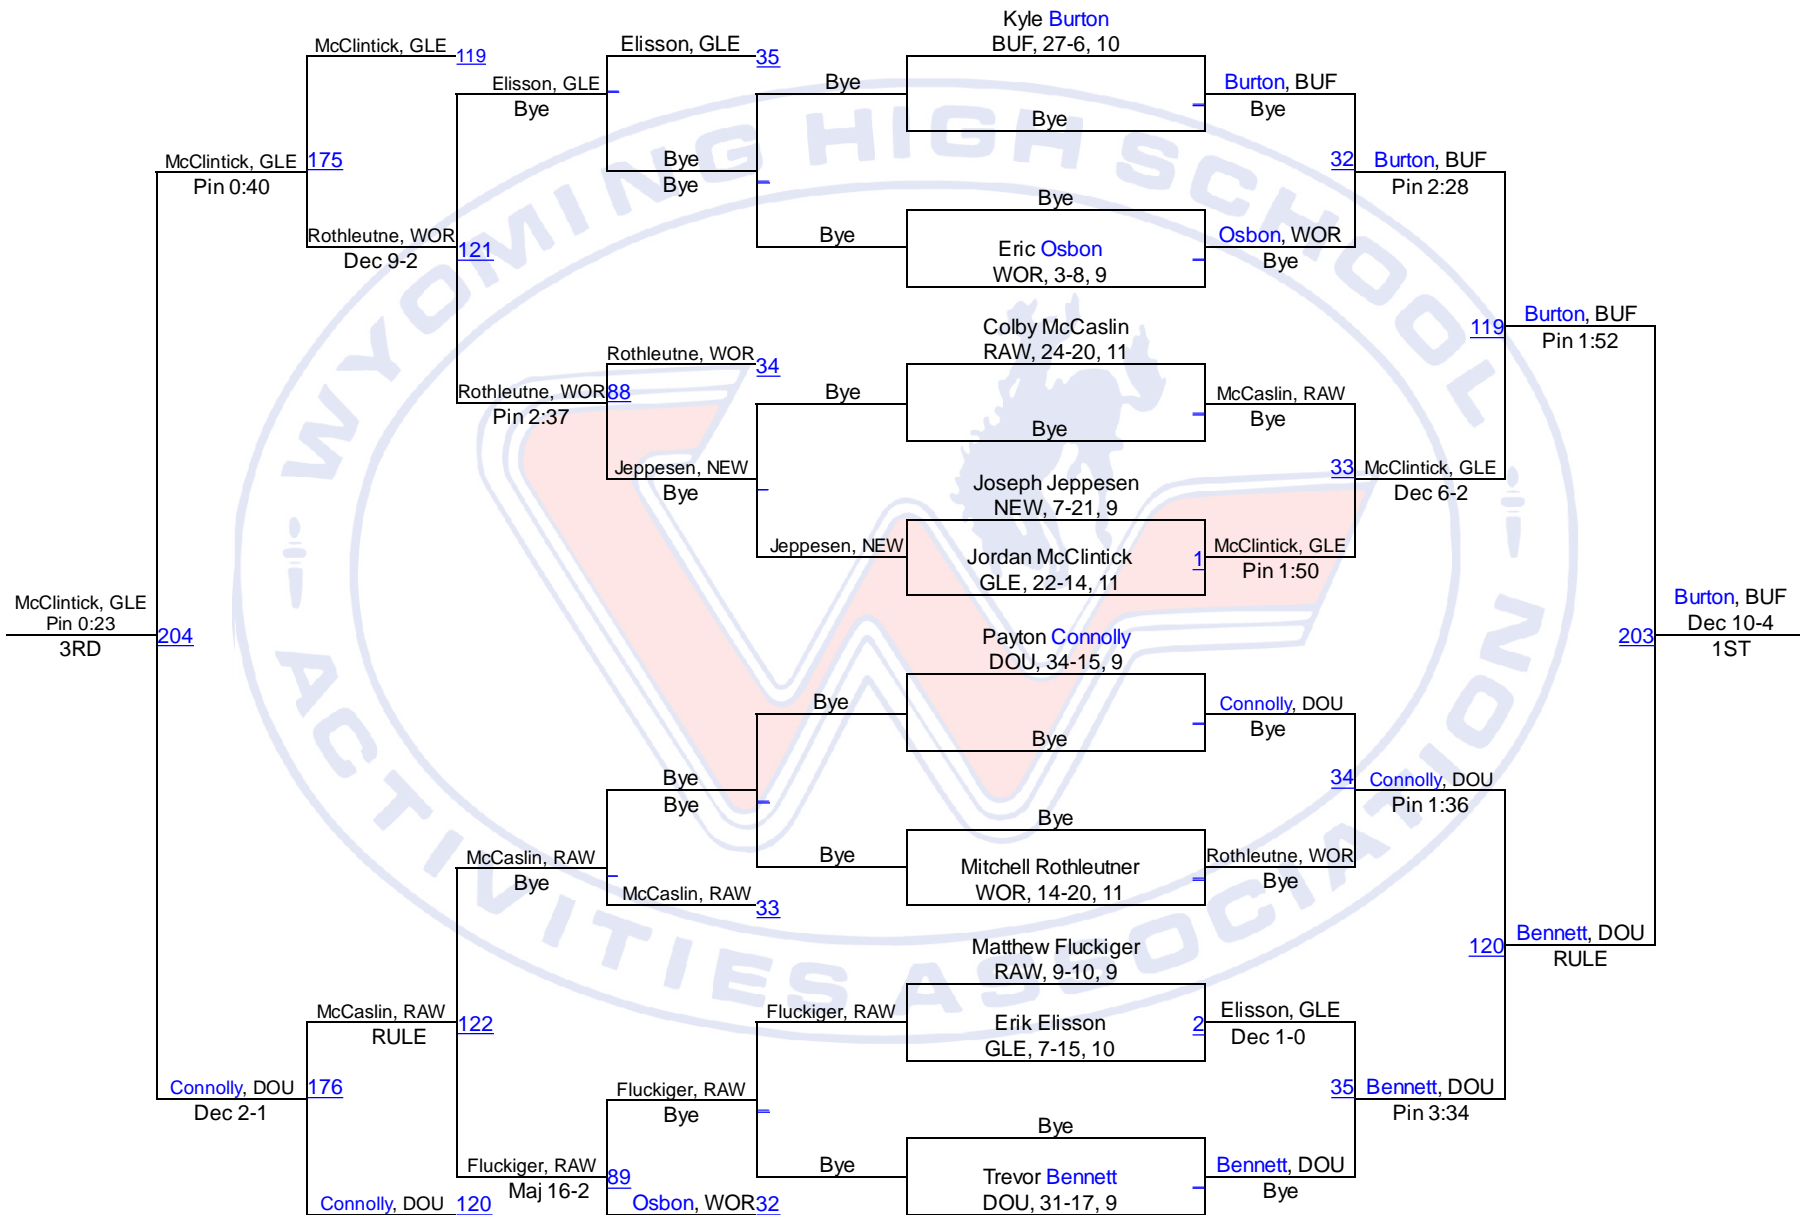 Kyle Burton
BUF, 27-6, 10
Bye
Bye
Eric Osbon
WOR, 3-8, 9
Colby McCaslin
RAW, 24-20, 11
Bye
Joseph Jeppesen
NEW, 7-21, 9
Jordan McClintick
GLE, 22-14, 11
1
Payton Connolly
DOU, 34-15, 9
Bye
Bye
Mitchell Rothleutner
WOR, 14-20, 11
Matthew Fluckiger
RAW, 9-10, 9
Erik Elisson
GLE, 7-15, 10
2
Bye
Trevor Bennett
DOU, 31-17, 9
Burton, BUF
Bye
Osbon, WOR
Bye
McCaslin, RAW
Bye
McClintick, GLE
Pin 1:50
Connolly, DOU
Bye
Rothleutne, WOR
Bye
Elisson, GLE
Dec 1-0
Bennett, DOU
Bye
32
Burton, BUF
Pin 2:28
33
McClintick, GLE
Dec 6-2
34
Connolly, DOU
Pin 1:36
35
Bennett, DOU
Pin 3:34
119
Burton, BUF
Pin 1:52
120
Bennett, DOU
RULE
203
Burton, BUF
Dec 10-4
1ST
Bye
Bye
Bye
Jeppesen, NEW
Bye
Bye
Fluckiger, RAW
Bye
Elisson, GLE
35
Bye
Bye
Rothleutne, WOR
34
Jeppesen, NEW
Bye
Bye
Bye
McCaslin, RAW
33
Fluckiger, RAW
Bye
Osbon, WOR
32
Elisson, GLE
Bye
Rothleutne, WOR
88
Pin 2:37
McCaslin, RAW
Bye
Fluckiger, RAW
89
Maj 16-2
McClintick, GLE
119
Rothleutne, WOR
121
Dec 9-2
McCaslin, RAW
122
RULE
Connolly, DOU
120
McClintick, GLE
175
Pin 0:40
Connolly, DOU
176
Dec 2-1
McClintick, GLE
Pin 0:23
204
3RD
WYOMING HIGH SCHOOL
ACTIVITIES ASSOCIATION